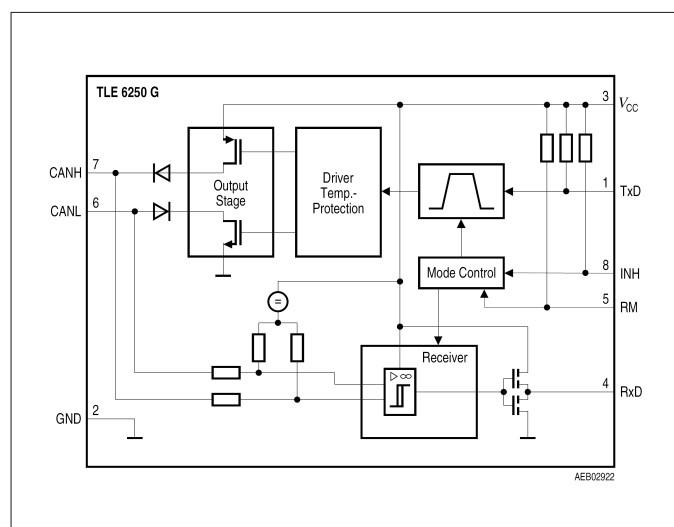 TLE 6250 G
3
VCC
7
CANH
Output
Stage
Driver
Temp.-
Protection
1
TxD
6
CANL
8
INH
Mode Control
5
RM
=
Receiver
▷ ∞
4
RxD
2
GND
AEB02922